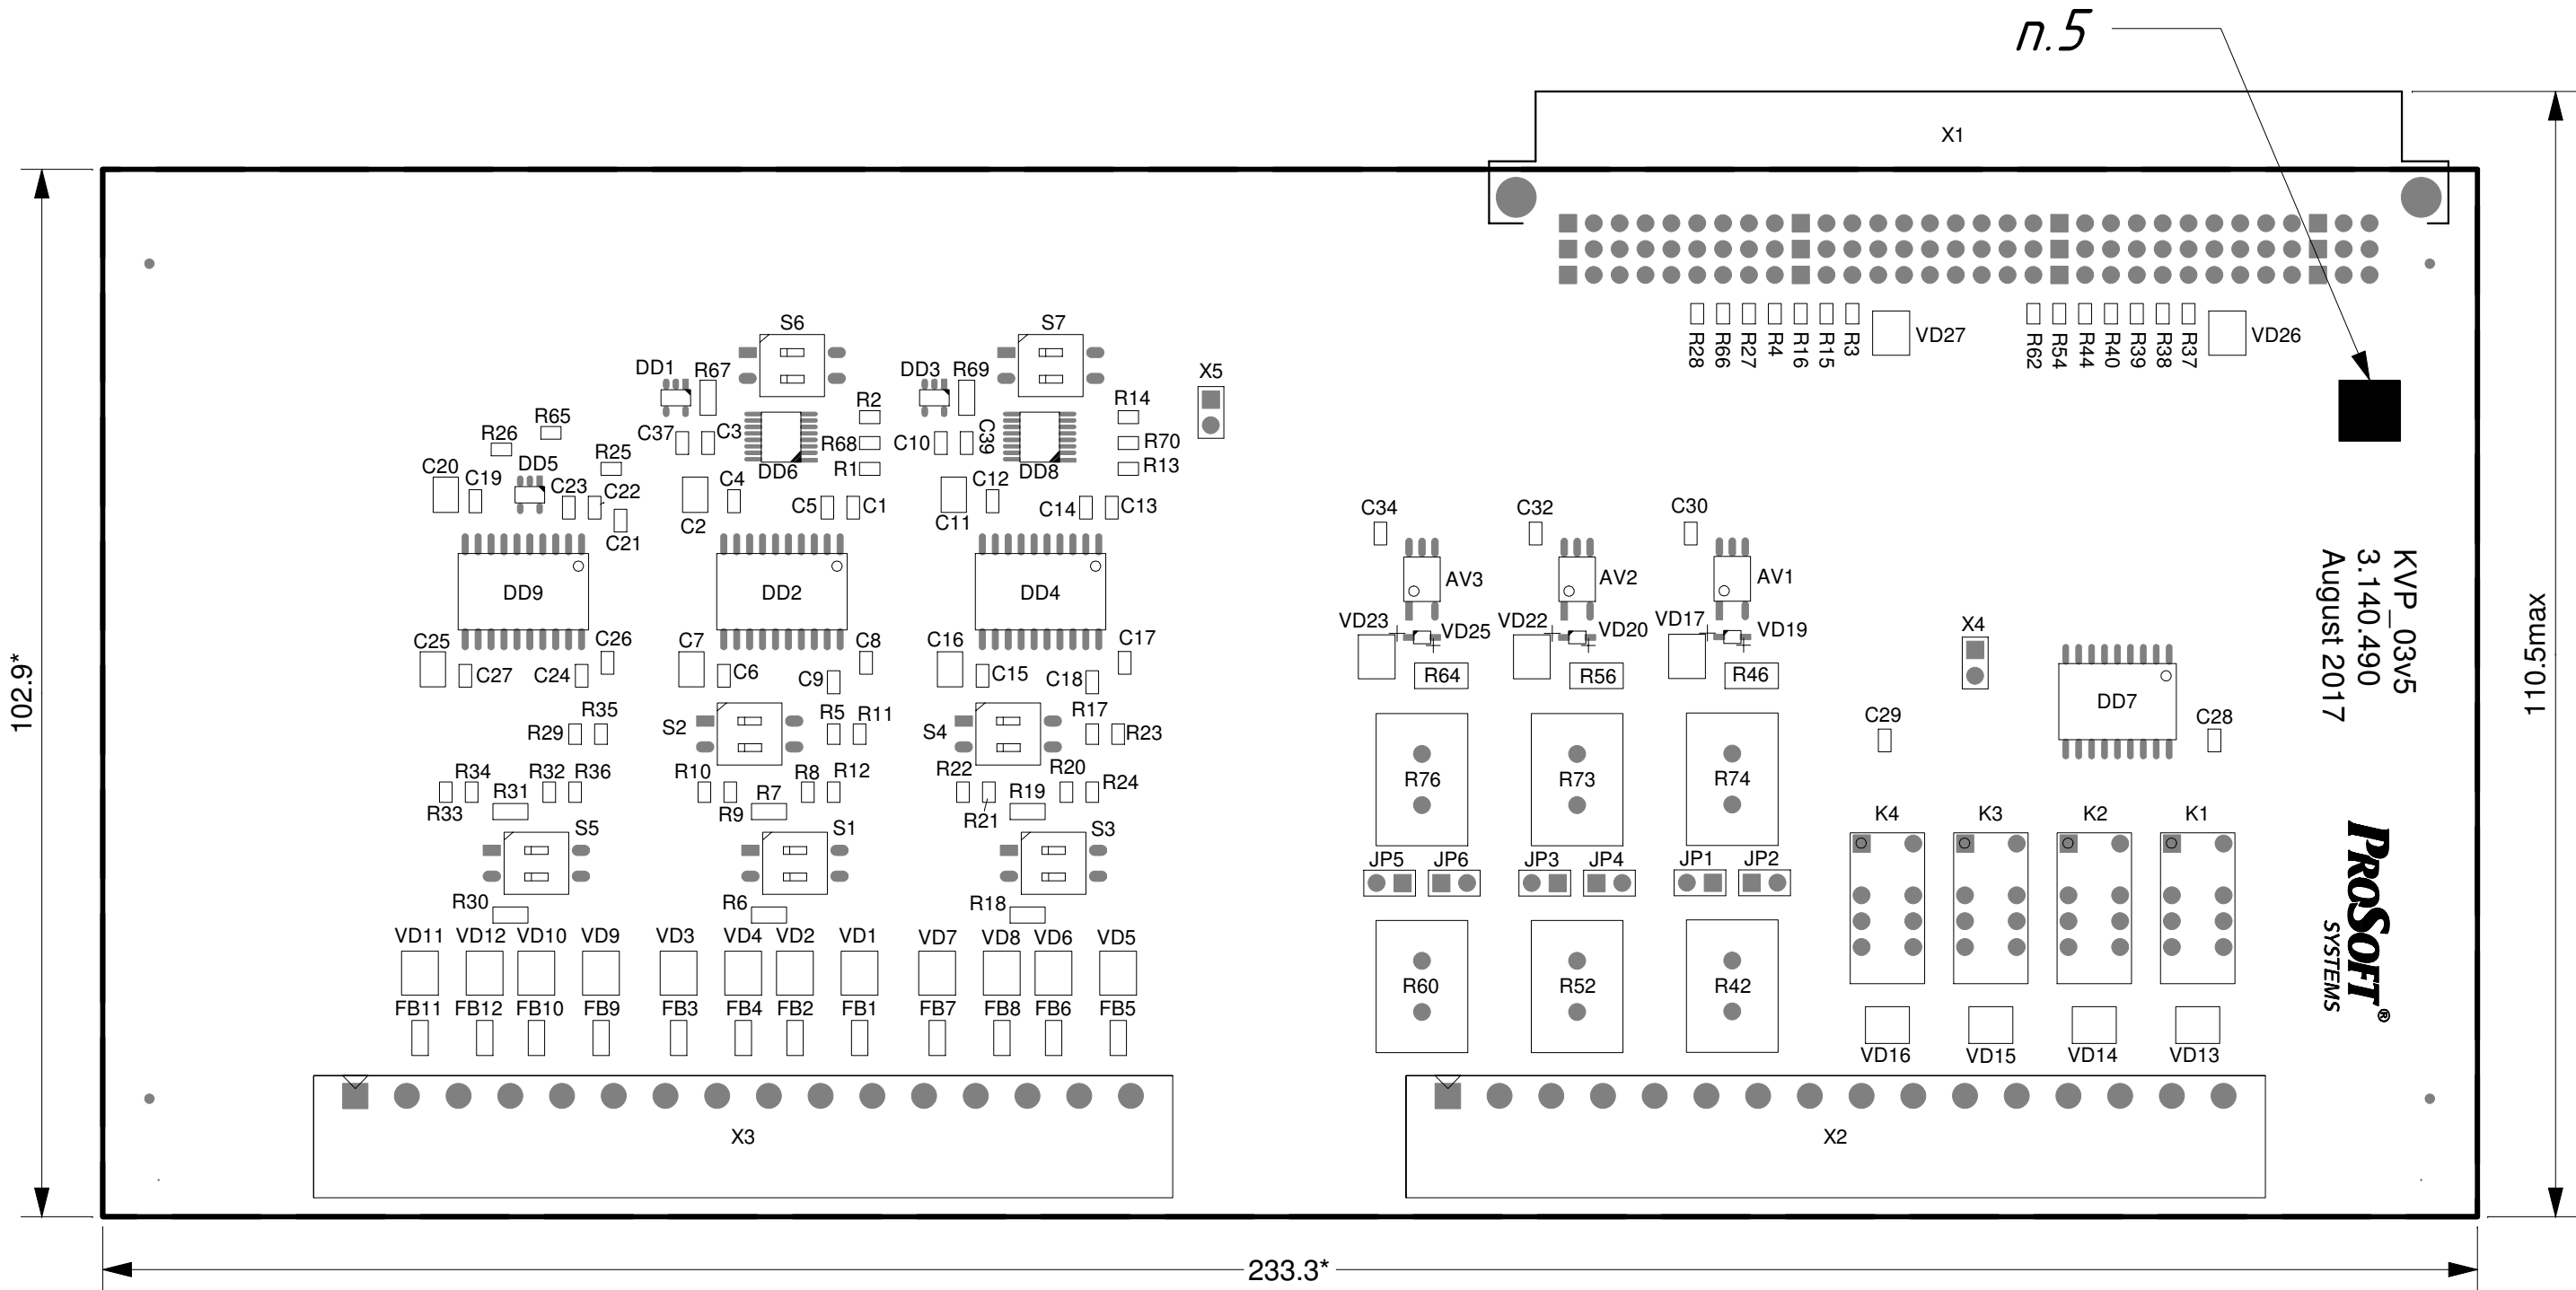 п.5
X1
S6
S7
VD27
VD26
R28
R66
R27
R4
R16
R15
R3
R62
R54
R44
R40
R39
R38
R37
DD1
R67
DD3
R69
X5
R2
R14
R65
R26
C37
C3
R68
C10
C39
R70
R25
R1
DD6
DD8
R13
C20
C19
DD5
C23
C22
C4
C12
C2
C5
C1
C11
C14
C13
C21
C34
C32
C30
DD9
DD2
DD4
AV3
AV2
AV1
KVP_03v5
3.140.490
August 2017
102.9*
110.5max
VD23
VD25
VD22
VD20
VD17
VD19
X4
C25
C26
C7
C8
C16
C17
C27
C24
C6
C9
C15
C18
R64
R56
R46
DD7
R35
R29
S2
R5
R11
S4
R17
R23
C29
C28
R34
R32
R36
R10
R8
R12
R22
R20
R24
R33
R31
R9
R7
R21
R19
R76
R73
R74
S5
S1
S3
K4
K3
K2
K1
JP5
JP6
JP3
JP4
JP1
JP2
PROSOFT®
SYSTEMS
R30
R6
R18
VD11
VD12
VD10
VD9
VD3
VD4
VD2
VD1
VD7
VD8
VD6
VD5
R60
R52
R42
FB11
FB12
FB10
FB9
FB3
FB4
FB2
FB1
FB7
FB8
FB6
FB5
VD16
VD15
VD14
VD13
X3
X2
233.3*